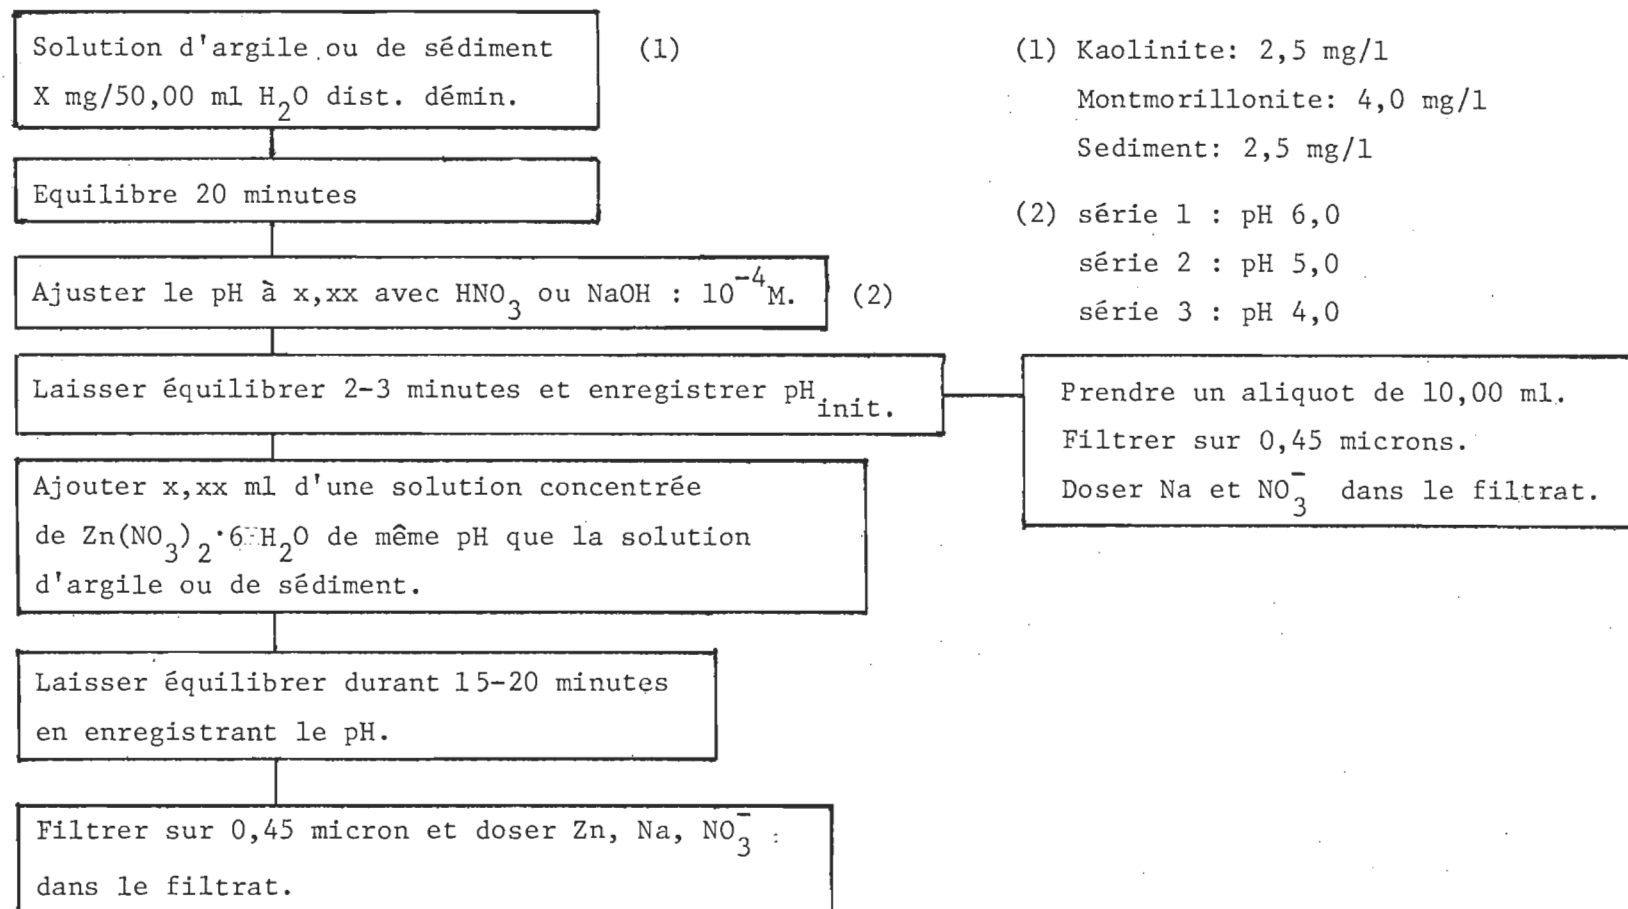 Solution d'argile ou de sédiment (1)
X mg/50,00 ml H₂O dist. démin.
Equilibre 20 minutes
Ajuster le pH à x,xx avec HNO₃ ou NaOH : 10⁻⁴M. (2)
Laisser équilibrer 2-3 minutes et enregistrer pH init.
Ajouter x,xx ml d'une solution concentrée
de Zn(NO₃)₂·6 H₂O de même pH que la solution
d'argile ou de sédiment.
Laisser équilibrer durant 15-20 minutes
en enregistrant le pH.
Filtrer sur 0,45 micron et doser Zn, Na, NO₃⁻
dans le filtrat.
(1) Kaolinite: 2,5 mg/l
Montmorillonite: 4,0 mg/l
Sediment: 2,5 mg/l
(2) série 1 : pH 6,0
série 2 : pH 5,0
série 3 : pH 4,0
Prendre un aliquot de 10,00 ml.
Filtrer sur 0,45 microns.
Doser Na et NO₃⁻ dans le filtrat.